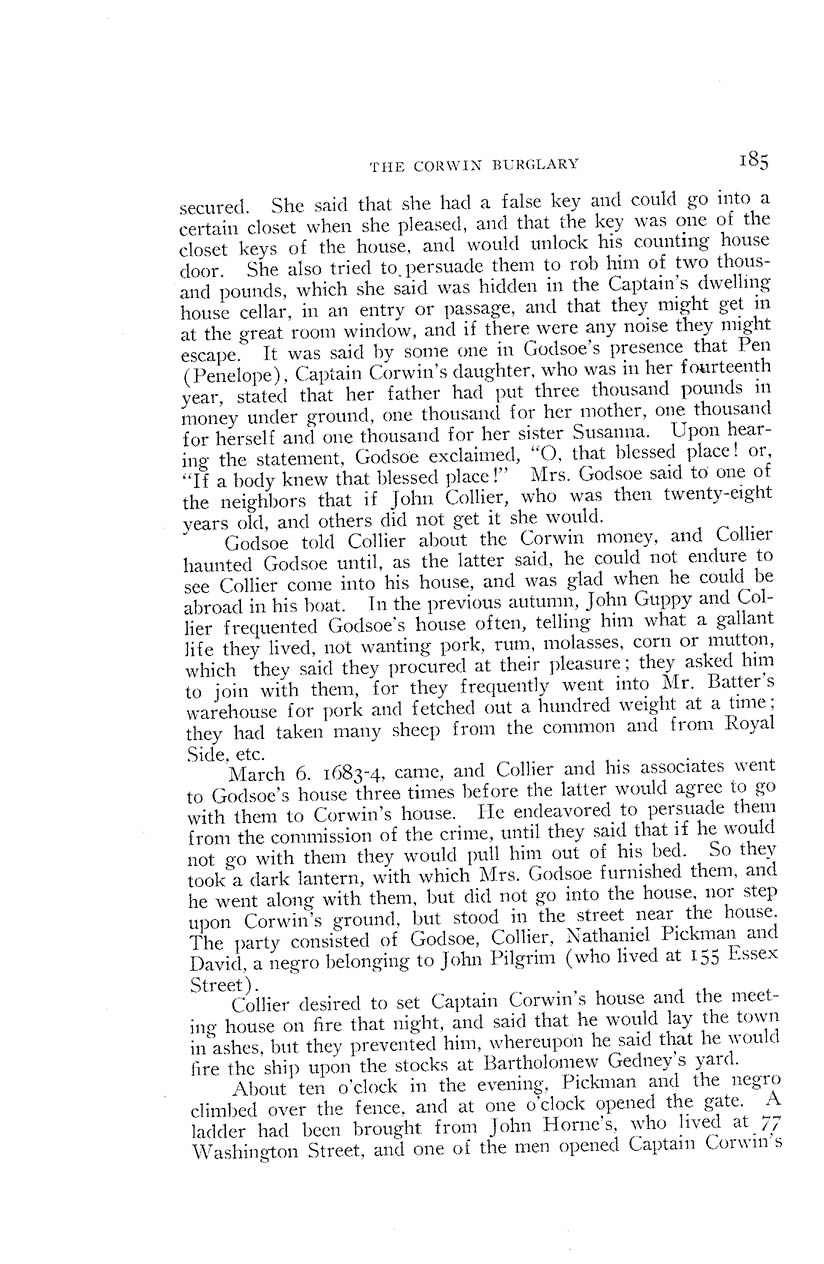 THE CORWIN BURGLARY 185
secured. She said that she had a false key and could go into a
certain closet when she pleased, and that the key was one of the
closet keys of the house, and would unlock his counting house
door. She also tried to persuade them to rob him of two thous-
and pounds, which she said was hidden in the Captain's dwelling
house cellar, in an entry or passage, and that they might get in
at the great room window, and if there were any noise they might
escape. It was said by some one in Godsoe's presence that Pen
(Penelope), Captain Corwin's daughter, who was in her fourteenth
year, stated that her father had put three thousand pounds in
money under ground, one thousand for her mother, one thousand
for herself and one thousand for her sister Susanna. Upon hear-
ing the statement, Godsoe exclaimed, "O, that blessed place! or,
"If a body knew that blessed place!" Mrs. Godsoe said to one of
the neighbors that if John Collier, who was then twenty-eight
years old, and others did not get it she would.
Godsoe told Collier about the Corwin money, and Collier
haunted Godsoe until, as the latter said, he could not endure to
see Collier come into his house, and was glad when he could be
abroad in his boat. In the previous autumn, John Guppy and Col-
lier frequented Godsoe's house often, telling him what a gallant
life they lived, not wanting pork, rum, molasses, corn or mutton,
which they said they procured at their pleasure; they asked him
to join with them, for they frequently went into Mr. Batter's
warehouse for pork and fetched out a hundred weight at a time;
they had taken many sheep from the common and from Royal
Side, etc.
March 6. 1683-4, came, and Collier and his associates went
to Godsoe's house three times before the latter would agree to go
with them to Corwin's house. He endeavored to persuade them
from the commission of the crime, until they said that if he would
not go with them they would pull him out of his bed. So they
took a dark lantern, with which Mrs. Godsoe furnished them, and
he went along with them, but did not go into the house, nor step
upon Corwin's ground, but stood in the street near the house.
The party consisted of Godsoe, Collier, Nathaniel Pickman and
David, a negro belonging to John Pilgrim (who lived at 155 Essex
Street).
Collier desired to set Captain Corwin's house and the meet-
ing house on fire that night, and said that he would lay the town
in ashes, but they prevented him, whereupon he said that he would
fire the ship upon the stocks at Bartholomew Gedney's yard.
About ten o'clock in the evening, Pickman and the negro
climbed over the fence, and at one o'clock opened the gate. A
ladder had been brought from John Horne's, who lived at 77
Washington Street, and one of the men opened Captain Corwin's